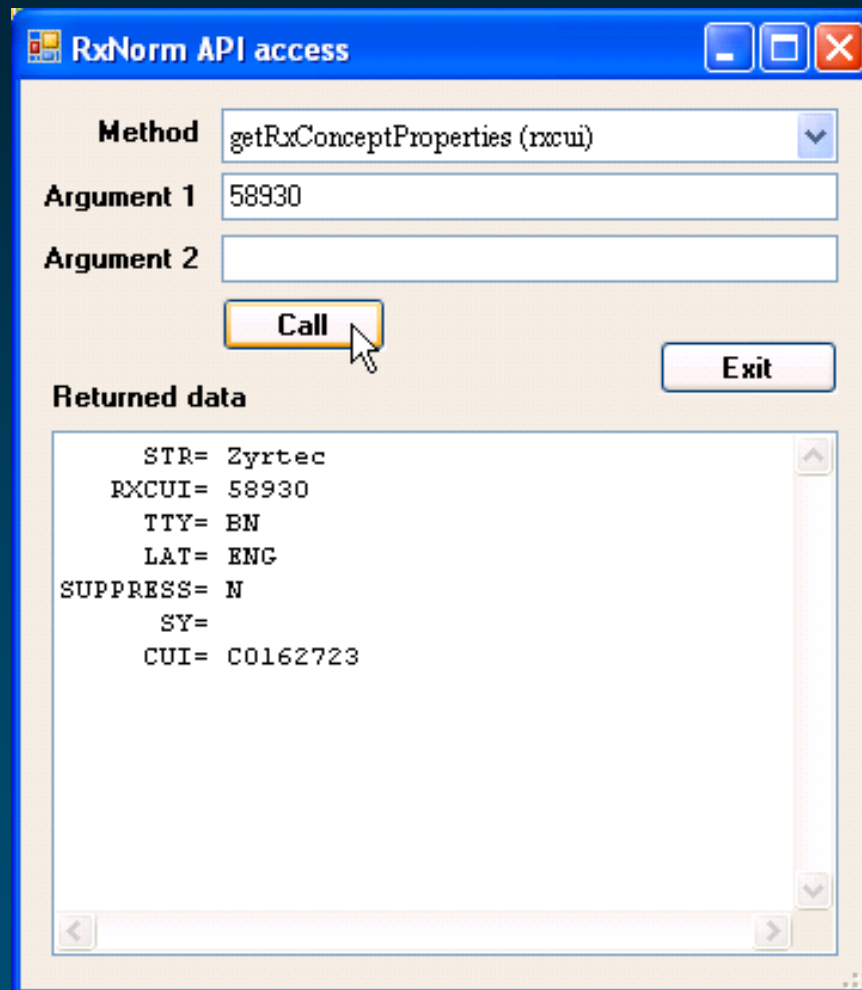 RxNorm API access
Method getRxConceptProperties (rxcui)
Argument 1 58930
Argument 2
Call
Exit
Returned data
STR= Zyrtec
RXCUI= 58930
TTY= BN
LAT= ENG
SUPPRESS= N
SY=
CUI= C0162723